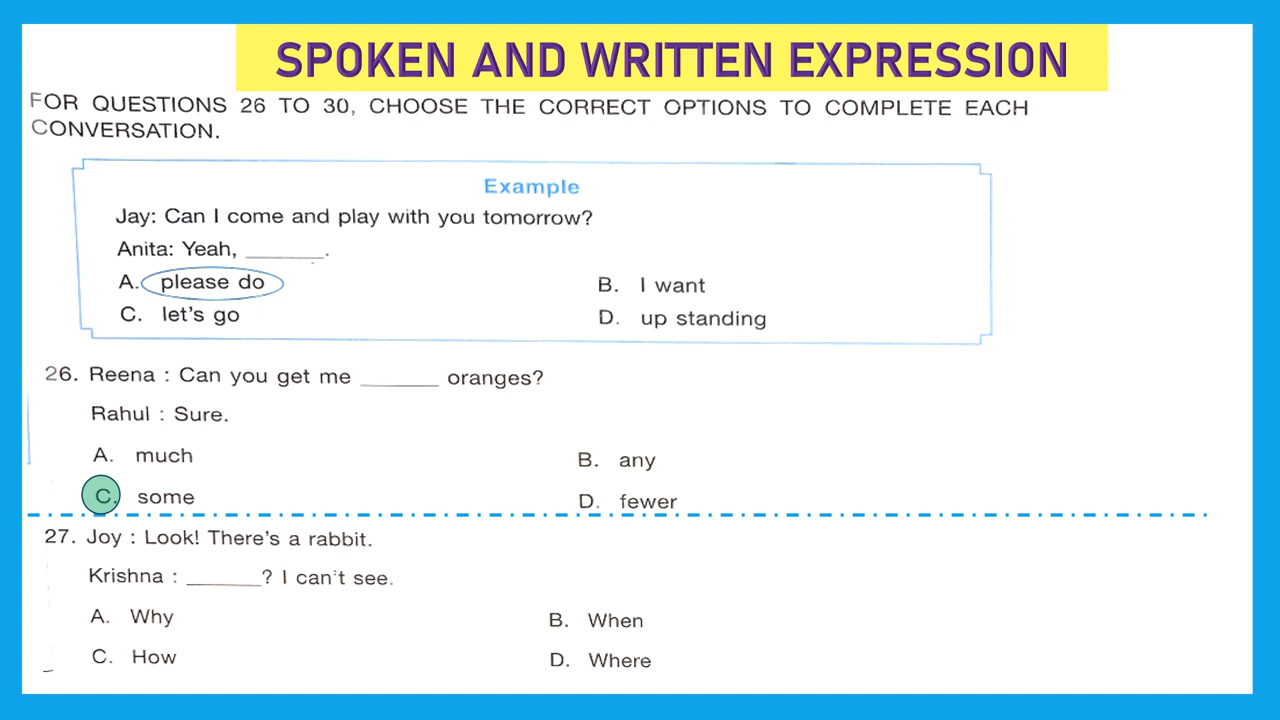 SPOKEN AND WRITTEN EXPRESSION
FOR QUESTIONS 26 TO 30, CHOOSE THE CORRECT OPTIONS TO COMPLETE EACH
CONVERSATION.
Example
Jay: Can I come and play with you tomorrow?
Anita: Yeah, _______.
A. please do
B. I want
C. let's go
D. up standing
26. Reena : Can you get me _______ oranges?
Rahul : Sure.
A. much
B. any
C. some
D. fewer
27. Joy : Look! There's a rabbit.
Krishna : _______? I can't see.
A. Why
B. When
C. How
D. Where